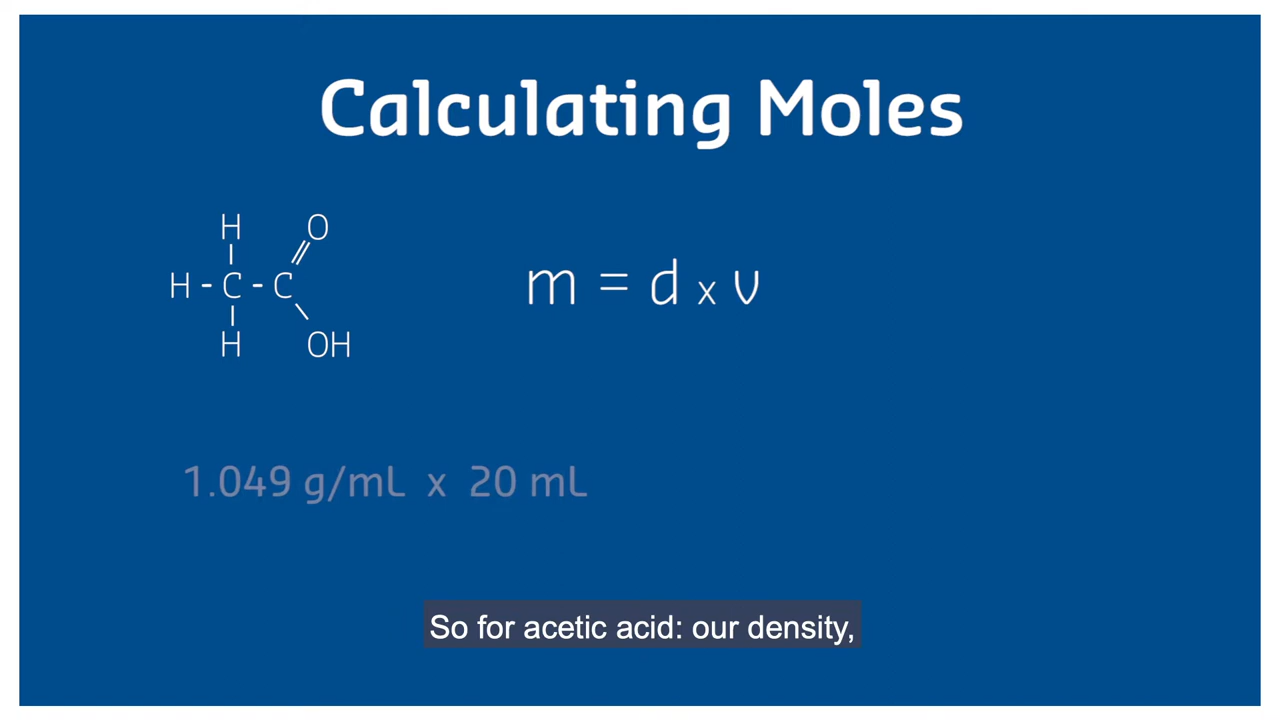 Calculating Moles
H O
H - C - C
H OH
m = d x v
1.049 g/mL x 20 mL
So for acetic acid: our density,